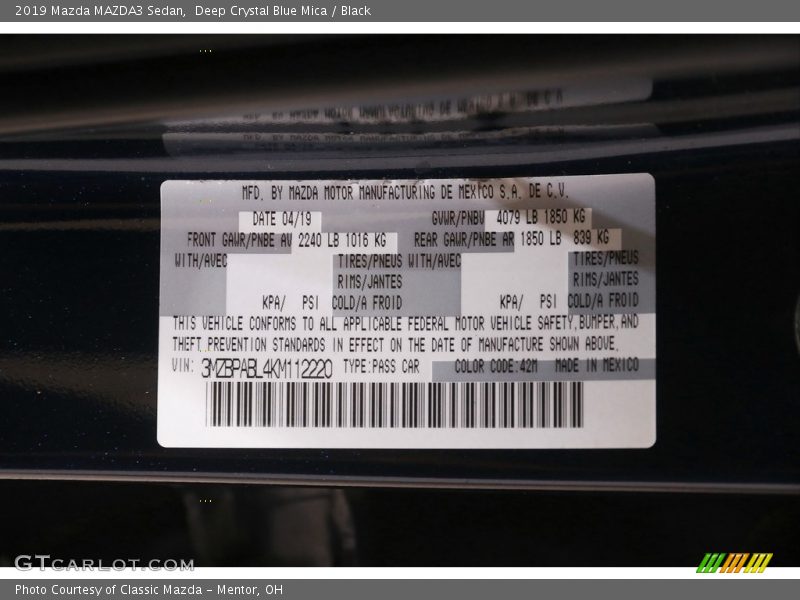 2019 Mazda MAZDA3 Sedan,  Deep Crystal Blue Mica / Black
MFD. BY MAZDA MOTOR MANUFACTURING DE MEXICO S.A. DE C.V.
DATE 04/19 GVWR/PNBV 4079 LB 1850 KG
FRONT GAWR/PNBE AV 2240 LB 1016 KG REAR GAWR/PNBE AR 1850 LB 839 KG
WITH/AVEC TIRES/PNEUS WITH/AVEC TIRES/PNEUS
RIMS/JANTES RIMS/JANTES
KPA/ PSI COLD/A FROID KPA/ PSI COLD/A FROID
THIS VEHICLE CONFORMS TO ALL APPLICABLE FEDERAL MOTOR VEHICLE SAFETY,BUMPER,AND
THEFT PREVENTION STANDARDS IN EFFECT ON THE DATE OF MANUFACTURE SHOWN ABOVE.
VIN: 3MZBPABL4KM112220 TYPE:PASS CAR COLOR CODE:42M MADE IN MEXICO
GTCARLOT.COM
Photo Courtesy of Classic Mazda - Mentor, OH